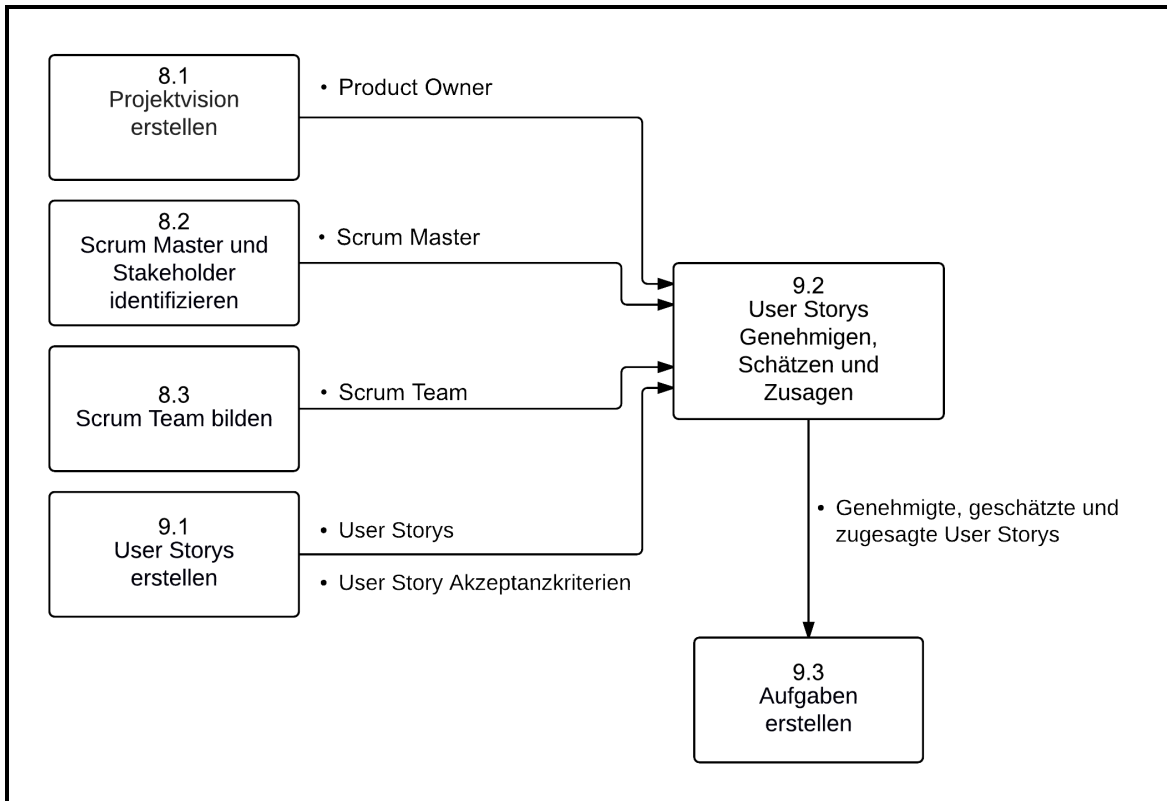 8.1
Projektvision
erstellen
• Product Owner
8.2
Scrum Master und
Stakeholder
identifizieren
• Scrum Master
8.3
Scrum Team bilden
• Scrum Team
9.1
User Storys
erstellen
• User Storys
• User Story Akzeptanzkriterien
9.2
User Storys
Genehmigen,
Schätzen und
Zusagen
• Genehmigte, geschätzte und
zugesagte User Storys
9.3
Aufgaben
erstellen